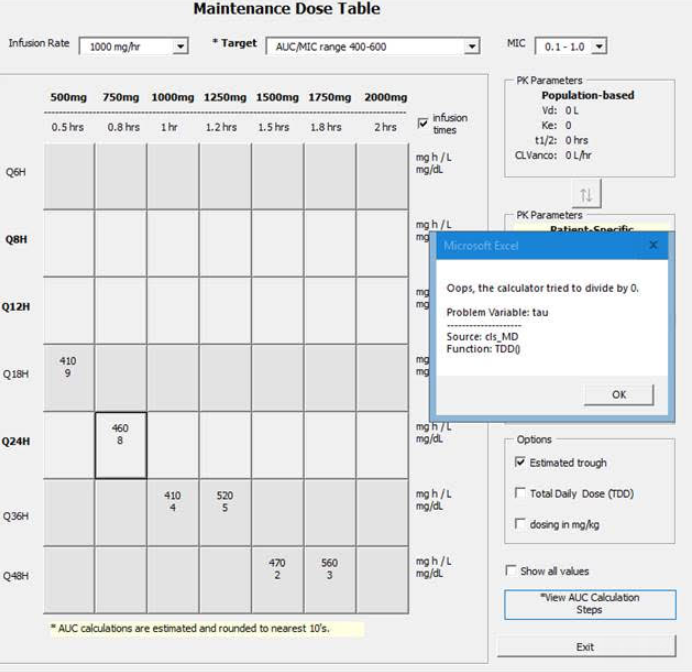 Maintenance Dose Table
Infusion Rate 1000 mg/hr * Target AUC/MIC range 400-600 MIC 0.1 - 1.0
500mg 750mg 1000mg 1250mg 1500mg 1750mg 2000mg
0.5 hrs 0.8 hrs 1 hr 1.2 hrs 1.5 hrs 1.8 hrs 2 hrs
infusion
times
Q6H
mg h / L
mg/dL
Q8H
mg h / L
mg
Q12H
mg
mg
Q18H
410
9
mg
mg
Q24H
460
8
mg h / L
mg/dL
Q36H
410 520
4 5
mg h / L
mg/dL
Q48H
470 560
2 3
mg h / L
mg/dL
* AUC calculations are estimated and rounded to nearest 10's.
PK Parameters
Population-based
Vd: 0 L
Ke: 0
t1/2: 0 hrs
CLVanco: 0 L/hr
PK Parameters
Patient-Specific
Microsoft Excel
Oops, the calculator tried to divide by 0.
Problem Variable: tau
--------------------
Source: cls_MD
Function: TDD()
OK
Options
Estimated trough
Total Daily Dose (TDD)
dosing in mg/kg
Show all values
*View AUC Calculation
Steps
Exit